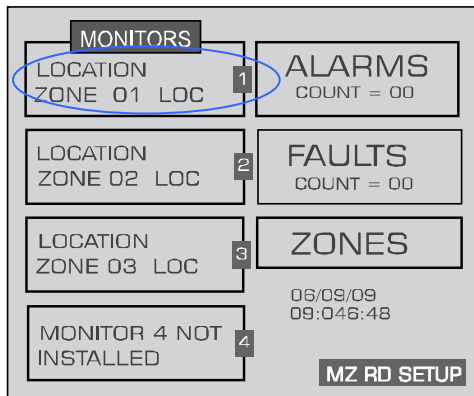 MONITORS
LOCATION
ZONE 01 LOC
1
LOCATION
ZONE 02 LOC
2
LOCATION
ZONE 03 LOC
3
MONITOR 4 NOT
INSTALLED
4
ALARMS
COUNT = 00
FAULTS
COUNT = 00
ZONES
06/09/09
09:046:48
MZ RD SETUP